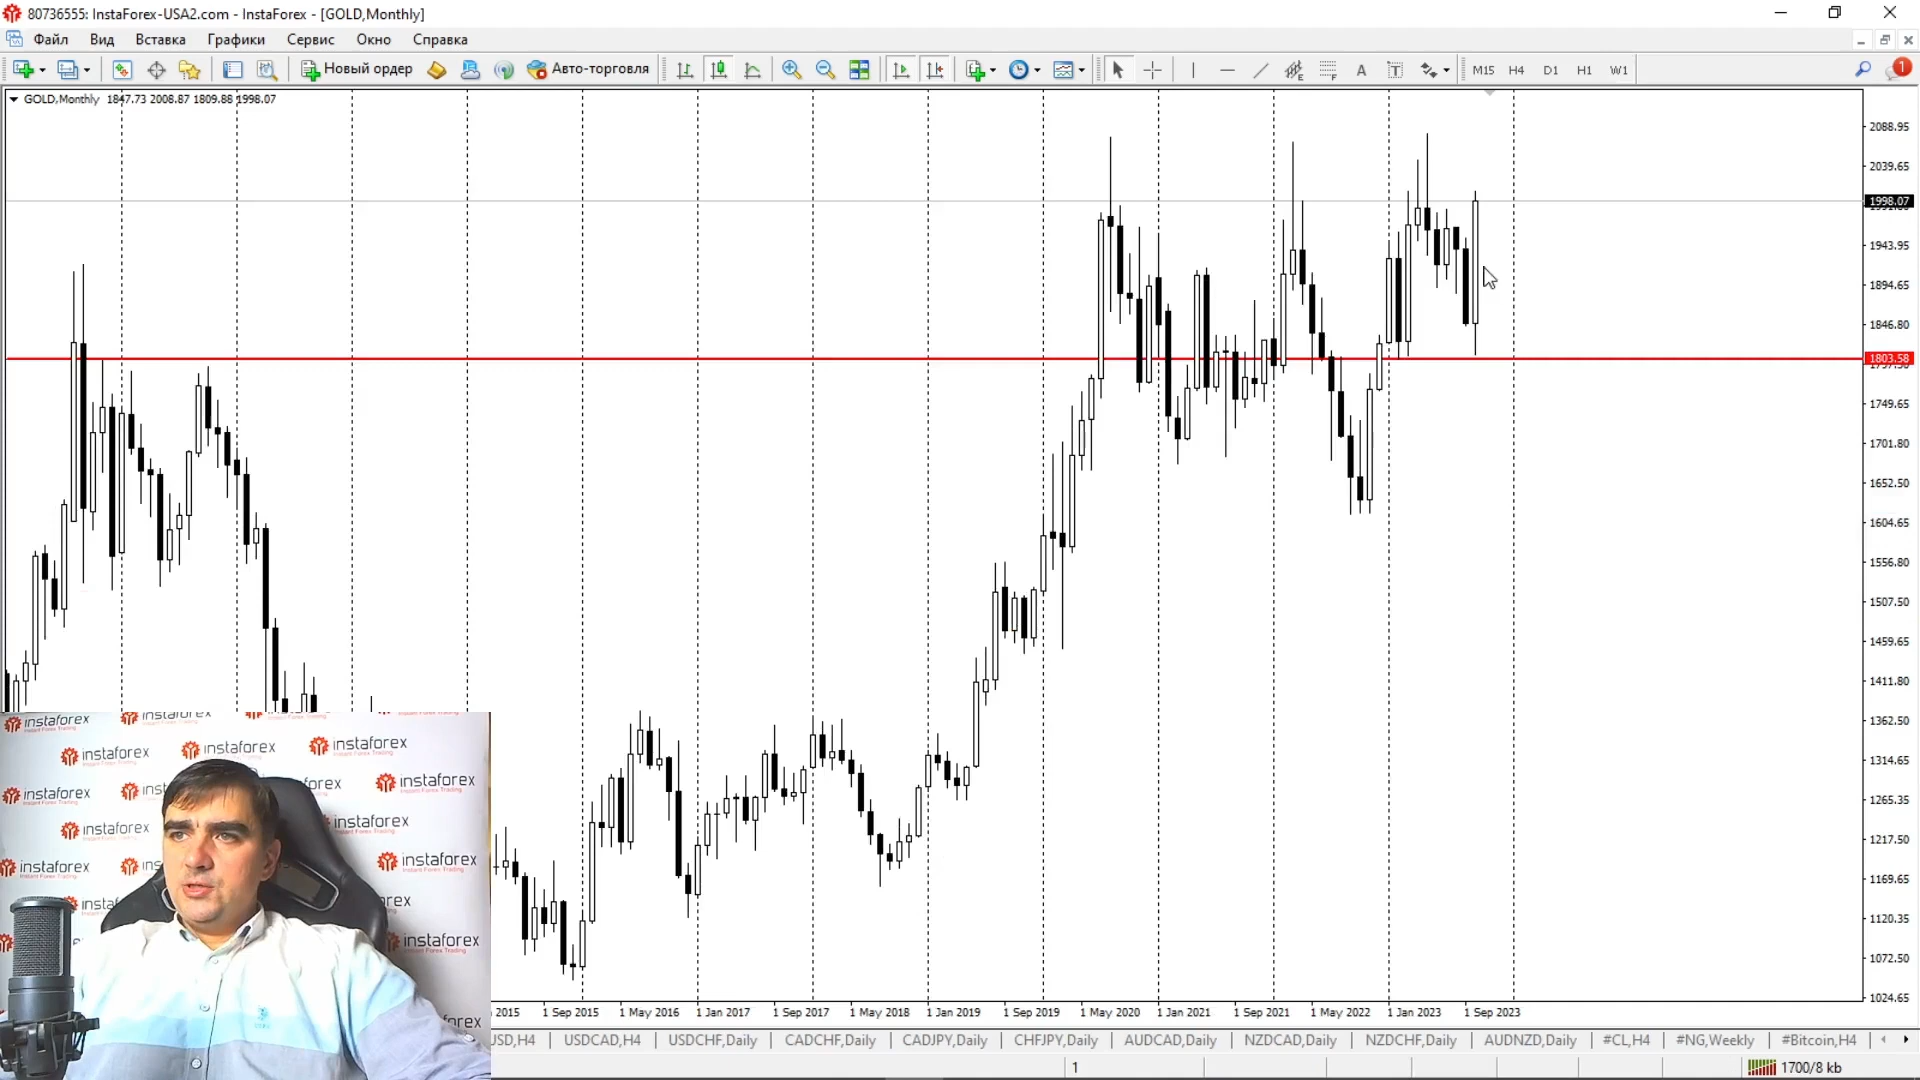 80736555: InstaForex-USA2.com - InstaForex - [GOLD,Monthly]
Файл Вид Вставка Графики Сервис Окно Справка
Новый ордер Авто-торговля A T M15 H4 D1 H1 W1 1
GOLD,Monthly 1847.73 2008.87 1809.88 1998.07
2088.95
2039.65
1998.07
1943.95
1894.65
1846.80
1803.58
1749.65
1701.80
1652.50
1604.65
1556.80
1507.50
1459.65
1411.80
1362.50
1314.65
1265.35
1217.50
1169.65
1120.35
1072.50
1024.65
instaforex
Instant Forex Trading
instaforex
instaforex
instaforex
instaforex
instaforex
instaforex
instaforex
instaforex
instaforex
instaforex
2015 1 Sep 2015 1 May 2016 1 Jan 2017 1 Sep 2017 1 May 2018 1 Jan 2019 1 Sep 2019 1 May 2020 1 Jan 2021 1 Sep 2021 1 May 2022 1 Jan 2023 1 Sep 2023
USDCAD,H4 USDCHF,Daily CADCHF,Daily CADJPY,Daily CHFJPY,Daily AUDCAD,Daily NZDCAD,Daily NZDCHF,Daily AUDNZD,Daily #CL,H4 #NG,Weekly #Bitcoin,H4
1 1700/8 kb